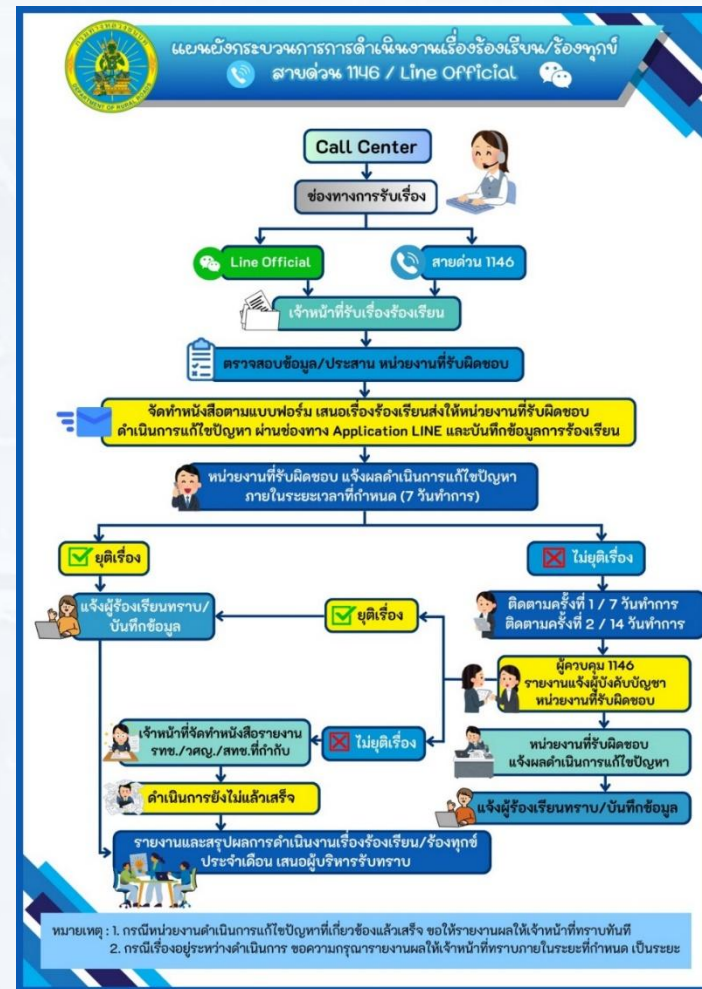 แผนผังกระบวนการการดำเนินงานเรื่องร้องเรียน/ร้องทุกข์
สายด่วน 1146 / Line Official
DEPARTMENT OF RURAL ROADS
Call Center
ช่องทางการรับเรื่อง
Line Official
สายด่วน 1146
เจ้าหน้าที่รับเรื่องร้องเรียน
ตรวจสอบข้อมูล/ประสาน หน่วยงานที่รับผิดชอบ
จัดทำหนังสือตามแบบฟอร์ม เสนอเรื่องร้องเรียนส่งให้หน่วยงานที่รับผิดชอบ
ดำเนินการแก้ไขปัญหา ผ่านช่องทาง Application LINE และบันทึกข้อมูลการร้องเรียน
หน่วยงานที่รับผิดชอบ แจ้งผลดำเนินการแก้ไขปัญหา
ภายในระยะเวลาที่กำหนด (7 วันทำการ)
ยุติเรื่อง
ไม่ยุติเรื่อง
แจ้งผู้ร้องเรียนทราบ/
บันทึกข้อมูล
ยุติเรื่อง
ติดตามครั้งที่ 1 / 7 วันทำการ
ติดตามครั้งที่ 2 / 14 วันทำการ
ผู้ควบคุม 1146
รายงานแจ้งผู้บังคับบัญชา
หน่วยงานที่รับผิดชอบ
เจ้าหน้าที่จัดทำหนังสือรายงาน
รทช./วศญ./สทช.ที่กำกับ
ไม่ยุติเรื่อง
หน่วยงานที่รับผิดชอบ
แจ้งผลดำเนินการแก้ไขปัญหา
ดำเนินการยังไม่แล้วเสร็จ
แจ้งผู้ร้องเรียนทราบ/บันทึกข้อมูล
รายงานและสรุปผลการดำเนินงานเรื่องร้องเรียน/ร้องทุกข์
ประจำเดือน เสนอผู้บริหารรับทราบ
หมายเหตุ : 1. กรณีหน่วยงานดำเนินการแก้ไขปัญหาที่เกี่ยวข้องแล้วเสร็จ ขอให้รายงานผลให้เจ้าหน้าที่ทราบทันที
2. กรณีเรื่องอยู่ระหว่างดำเนินการ ขอความกรุณารายงานผลให้เจ้าหน้าที่ทราบภายในระยะที่กำหนด เป็นระยะ